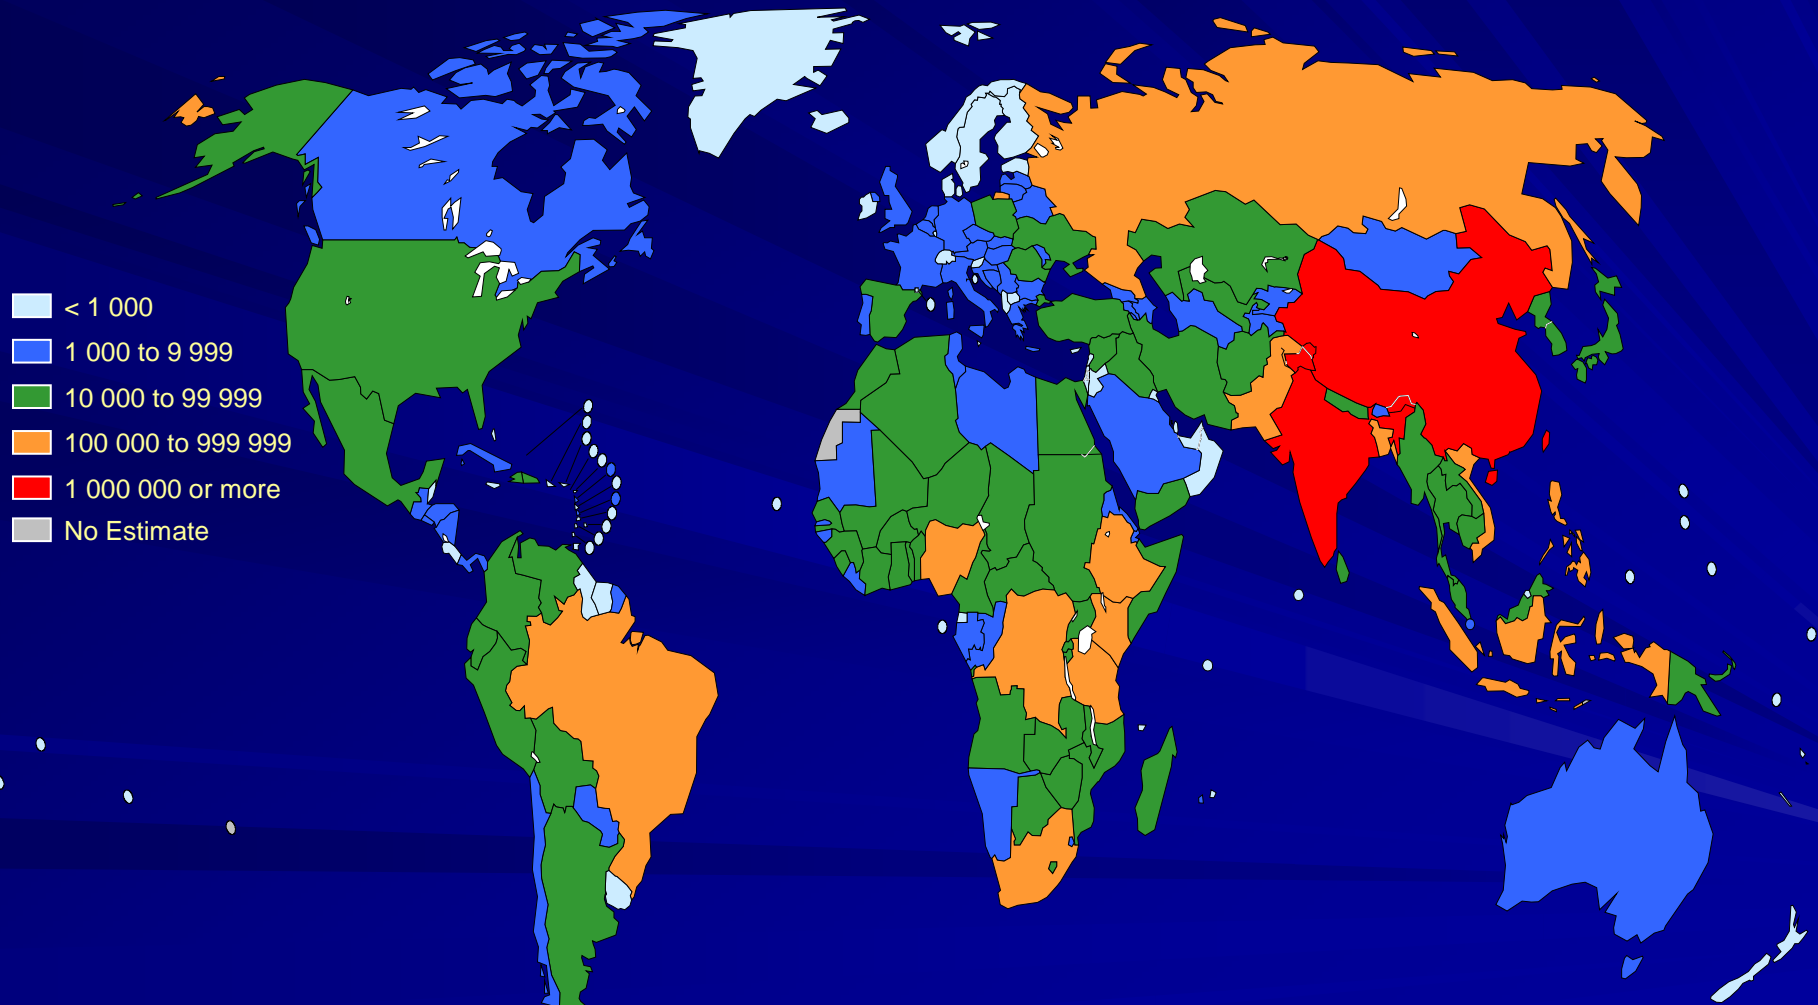 < 1 000
1 000 to 9 999
10 000 to 99 999
100 000 to 999 999
1 000 000 or more
No Estimate